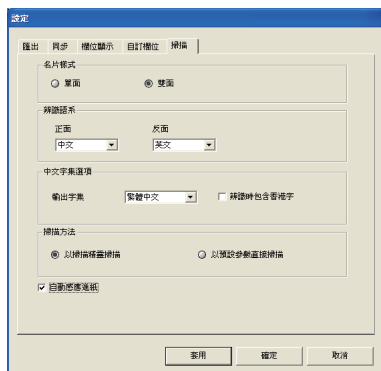 設定
匯出 同步 欄位顯示 自訂欄位 掃描
名片樣式
單面 雙面
辨識語系
正面 反面
中文 英文
中文字集選項
輸出字集 繁體中文 辨識時包含香港字
掃描方法
以掃描精靈掃描 以預設參數直接掃描
自動感應進紙
套用 確定 取消